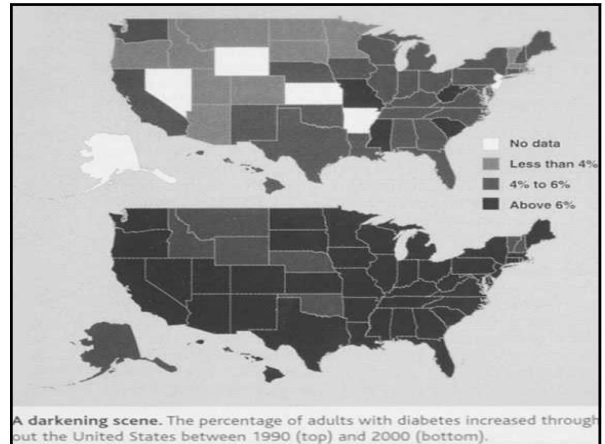 No data
Less than 4%
4% to 6%
Above 6%
A darkening scene. The percentage of adults with diabetes increased through
out the United States between 1990 (top) and 2000 (bottom).